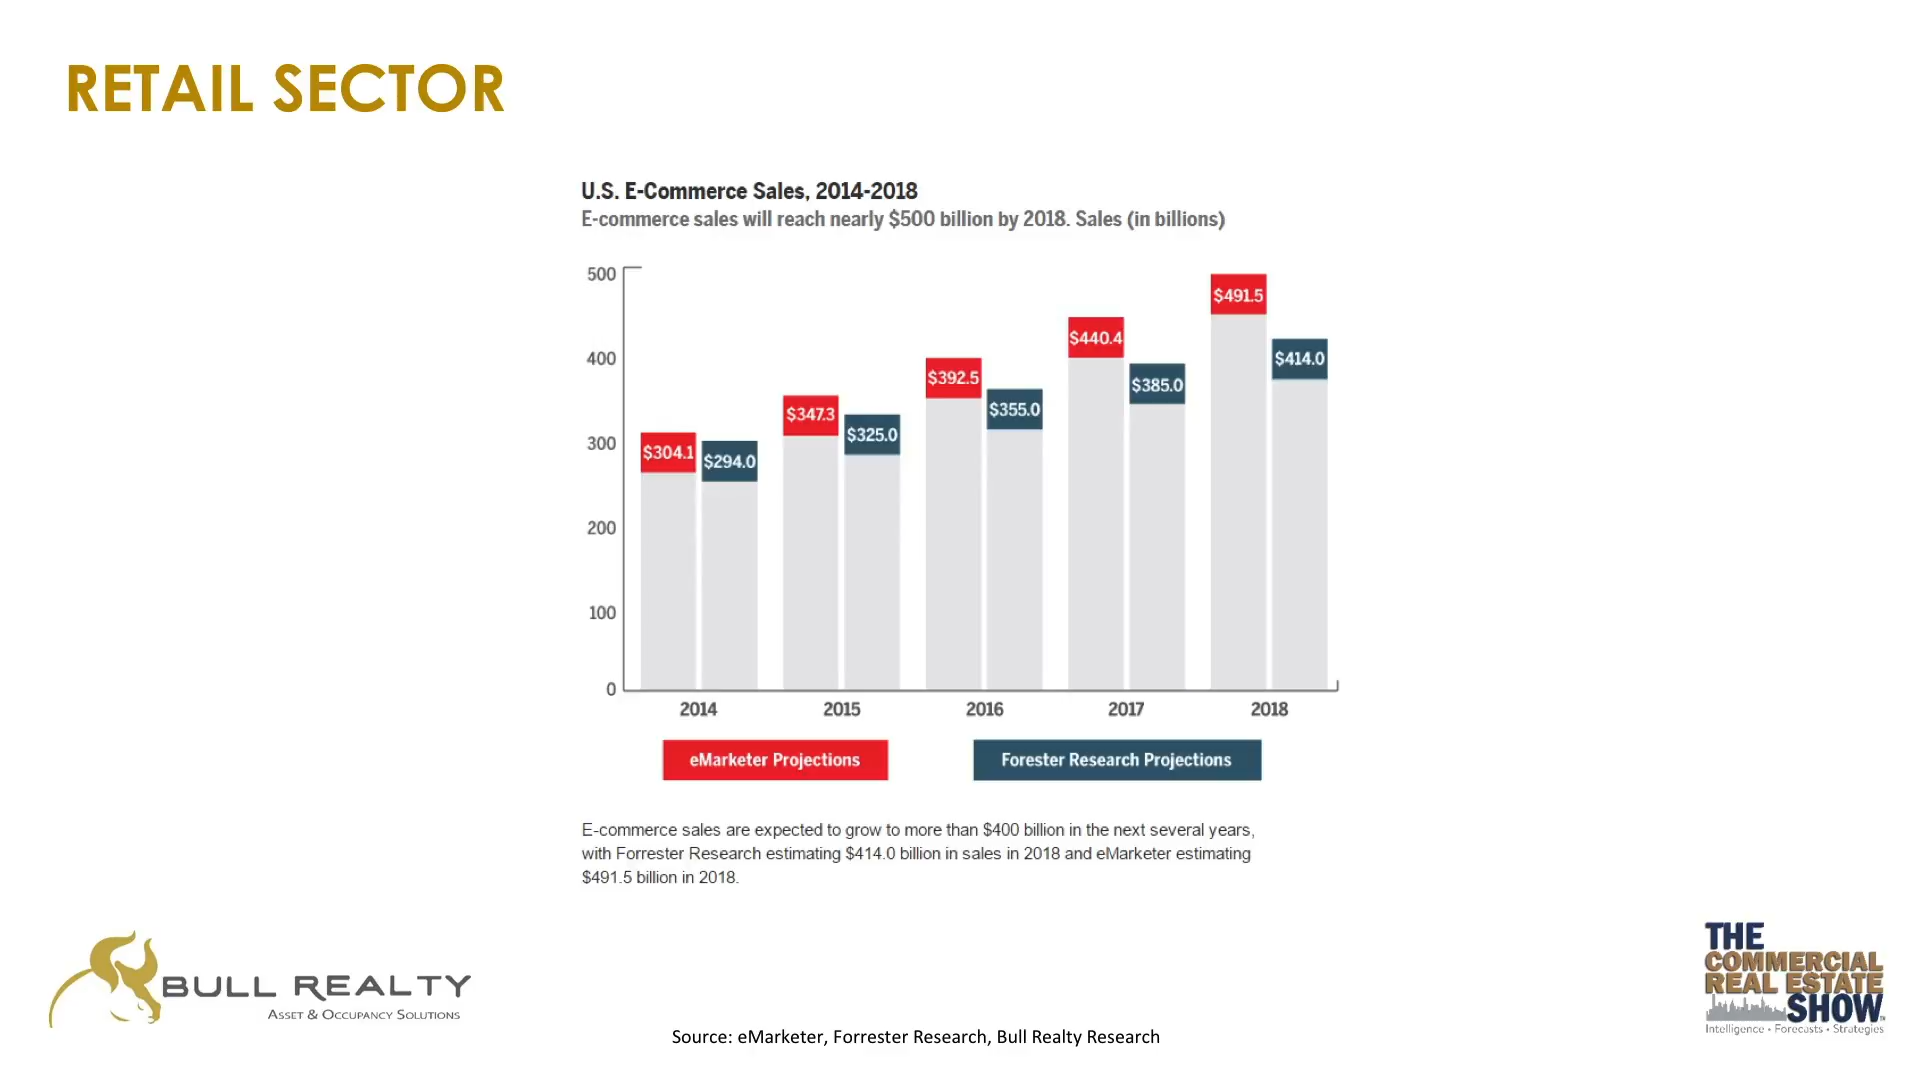 RETAIL SECTOR
U.S. E-Commerce Sales, 2014-2018
E-commerce sales will reach nearly $500 billion by 2018. Sales (in billions)
500
400
300
200
100
0
$304.1
$294.0
$347.3
$325.0
$392.5
$355.0
$440.4
$385.0
$491.5
$414.0
2014
2015
2016
2017
2018
eMarketer Projections
Forester Research Projections
E-commerce sales are expected to grow to more than $400 billion in the next several years,
with Forrester Research estimating $414.0 billion in sales in 2018 and eMarketer estimating
$491.5 billion in 2018.
BULL REALTY
ASSET & OCCUPANCY SOLUTIONS
Source: eMarketer, Forrester Research, Bull Realty Research
THE
COMMERCIAL
REAL ESTATE
SHOW
Intelligence • Forecasts • Strategies